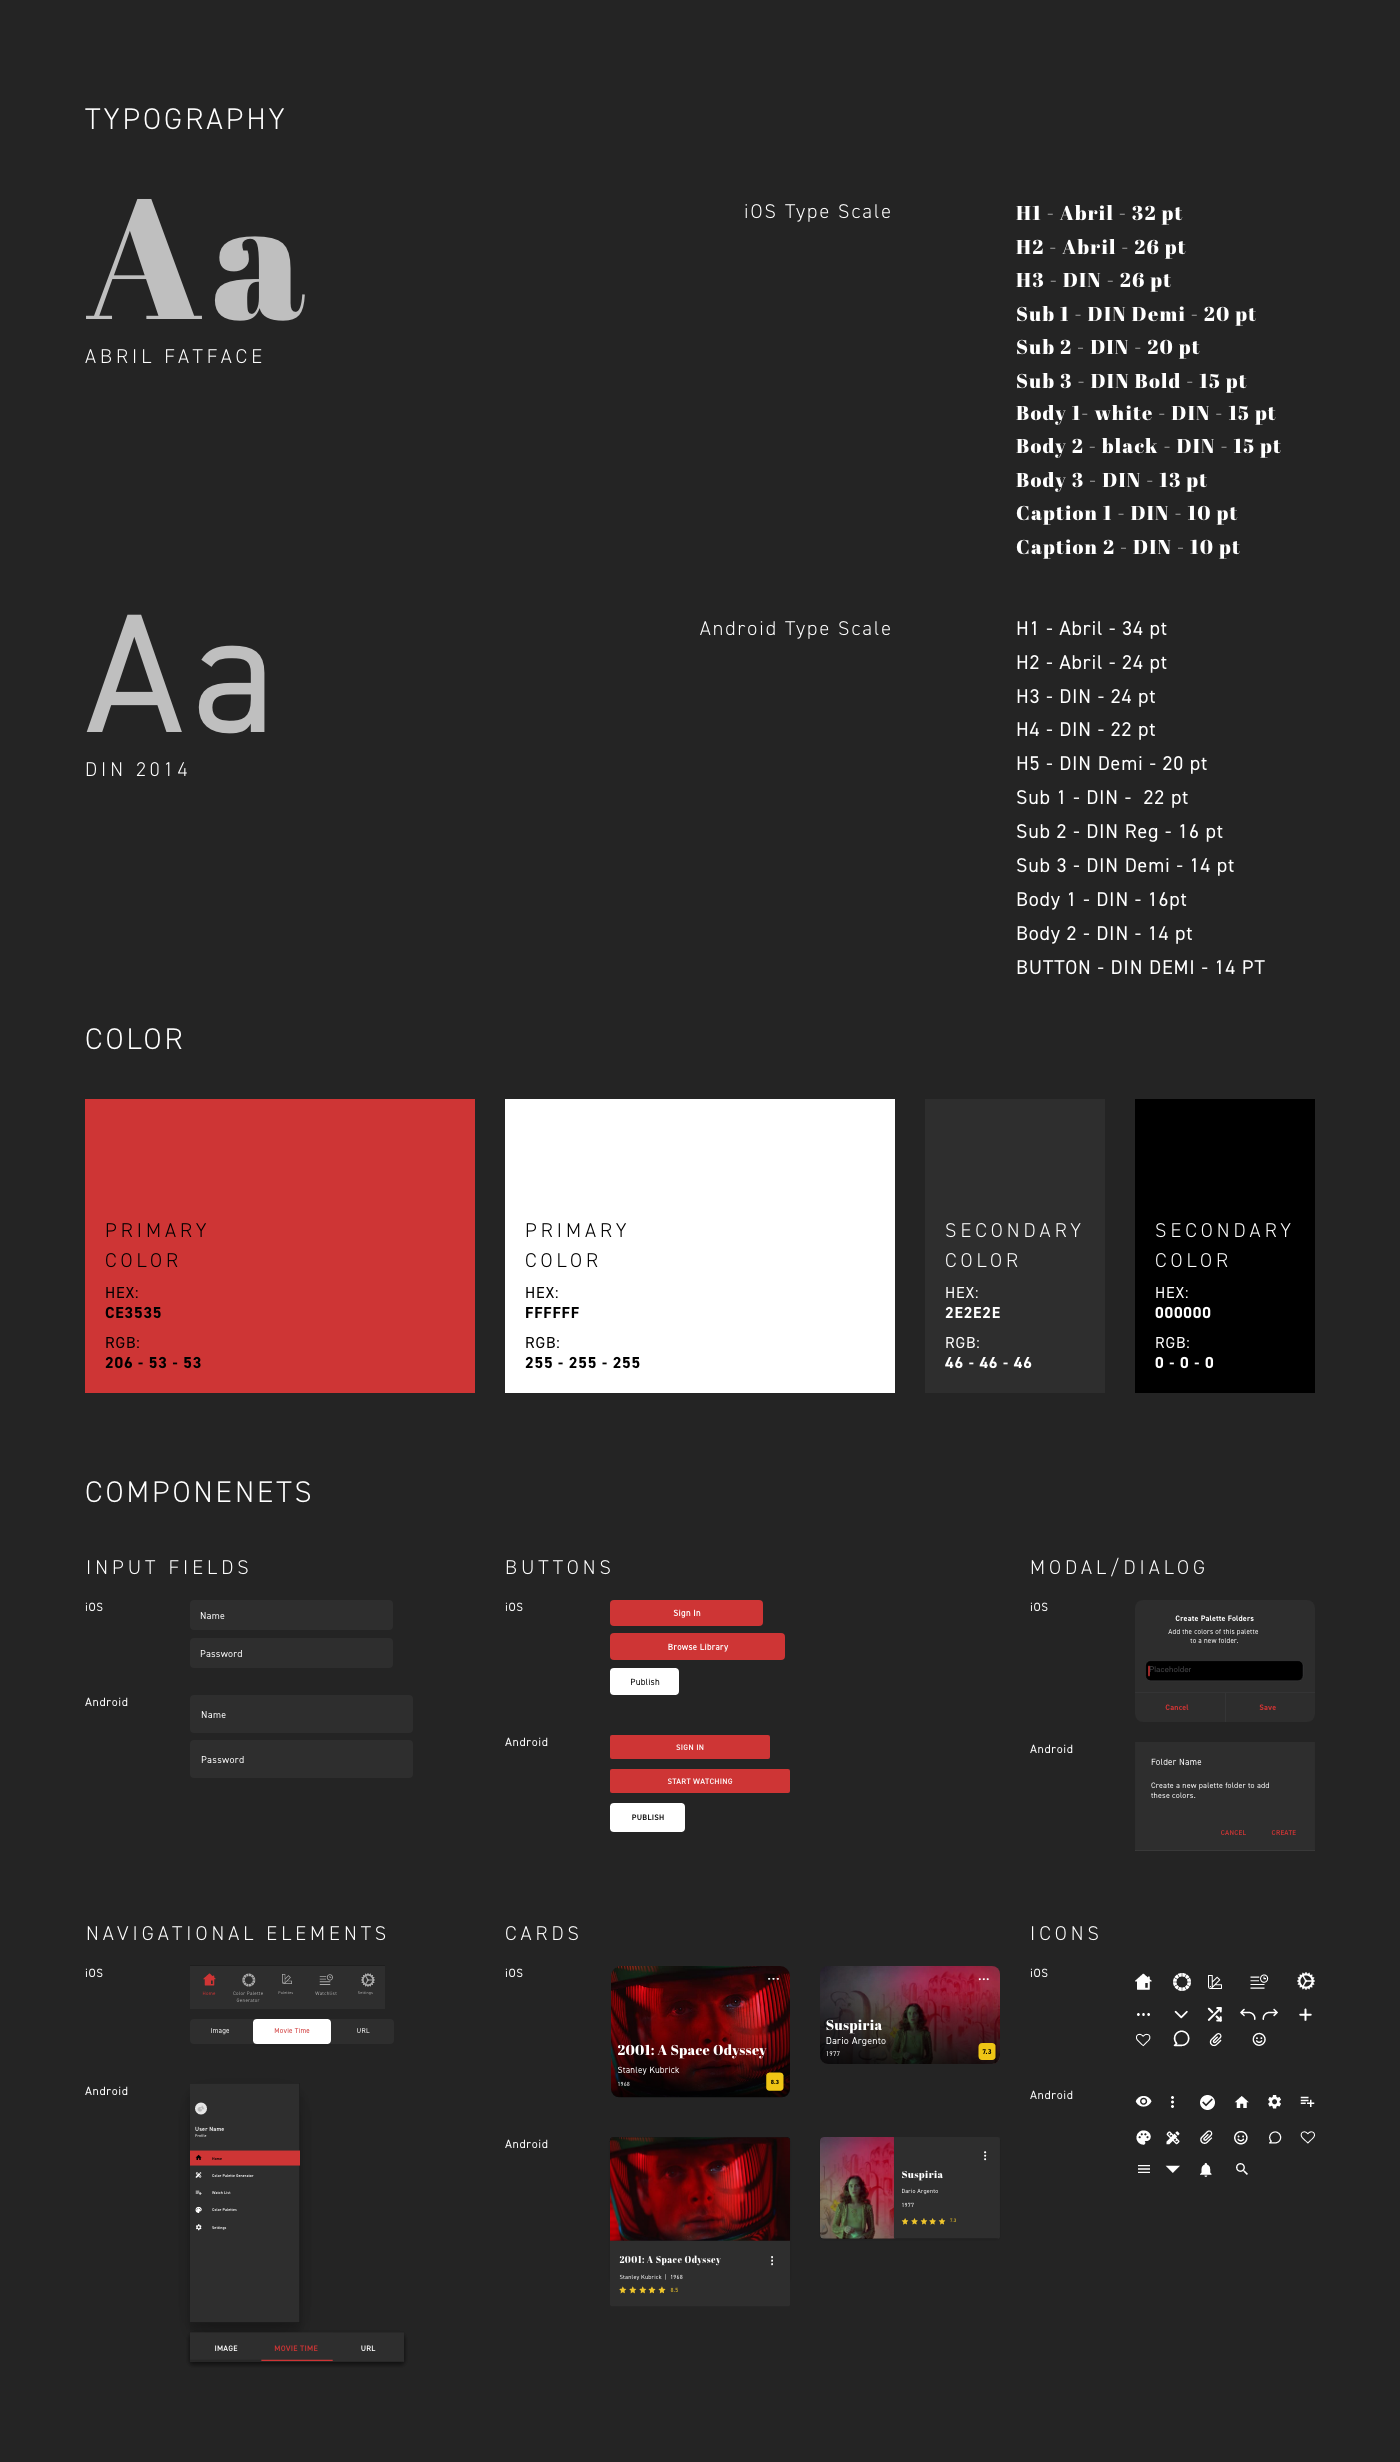 TYPOGRAPHY
Aa
ABRIL FATFACE
iOS Type Scale
H1 - Abril - 32 pt
H2 - Abril - 26 pt
H3 - DIN - 26 pt
Sub 1 - DIN Demi - 20 pt
Sub 2 - DIN - 20 pt
Sub 3 - DIN Bold - 15 pt
Body 1- white - DIN - 15 pt
Body 2 - black - DIN - 15 pt
Body 3 - DIN - 13 pt
Caption 1 - DIN - 10 pt
Caption 2 - DIN - 10 pt
Aa
DIN 2014
Android Type Scale
H1 - Abril - 34 pt
H2 - Abril - 24 pt
H3 - DIN - 24 pt
H4 - DIN - 22 pt
H5 - DIN Demi - 20 pt
Sub 1 - DIN - 22 pt
Sub 2 - DIN Reg - 16 pt
Sub 3 - DIN Demi - 14 pt
Body 1 - DIN - 16pt
Body 2 - DIN - 14 pt
BUTTON - DIN DEMI - 14 PT
COLOR
PRIMARY
COLOR
HEX:
CE3535
RGB:
206 - 53 - 53
PRIMARY
COLOR
HEX:
FFFFFF
RGB:
255 - 255 - 255
SECONDARY
COLOR
HEX:
2E2E2E
RGB:
46 - 46 - 46
SECONDARY
COLOR
HEX:
000000
RGB:
0 - 0 - 0
COMPONENETS
INPUT FIELDS
iOS
Name
Password
Android
Name
Password
BUTTONS
iOS
Sign In
Browse Library
Publish
Android
SIGN IN
START WATCHING
PUBLISH
MODAL/DIALOG
iOS
Create Palette Folders
Add the colors of this palette
to a new folder.
Placeholder
Cancel
Save
Android
Folder Name
Create a new palette folder to add
these colors.
CANCEL
CREATE
NAVIGATIONAL ELEMENTS
iOS
Home
Color Palette
Generator
Palettes
Watchlist
Settings
Image
Movie Time
URL
Android
User Name
Profile
Home
Color Palette Generator
Watch List
Color Palettes
Settings
IMAGE
MOVIE TIME
URL
CARDS
iOS
2001: A Space Odyssey
Stanley Kubrick
1968
8.3
Suspiria
Dario Argento
1977
7.3
Android
2001: A Space Odyssey
Stanley Kubrick | 1968
8.5
Suspiria
Dario Argento
1977
7.3
ICONS
iOS
Android